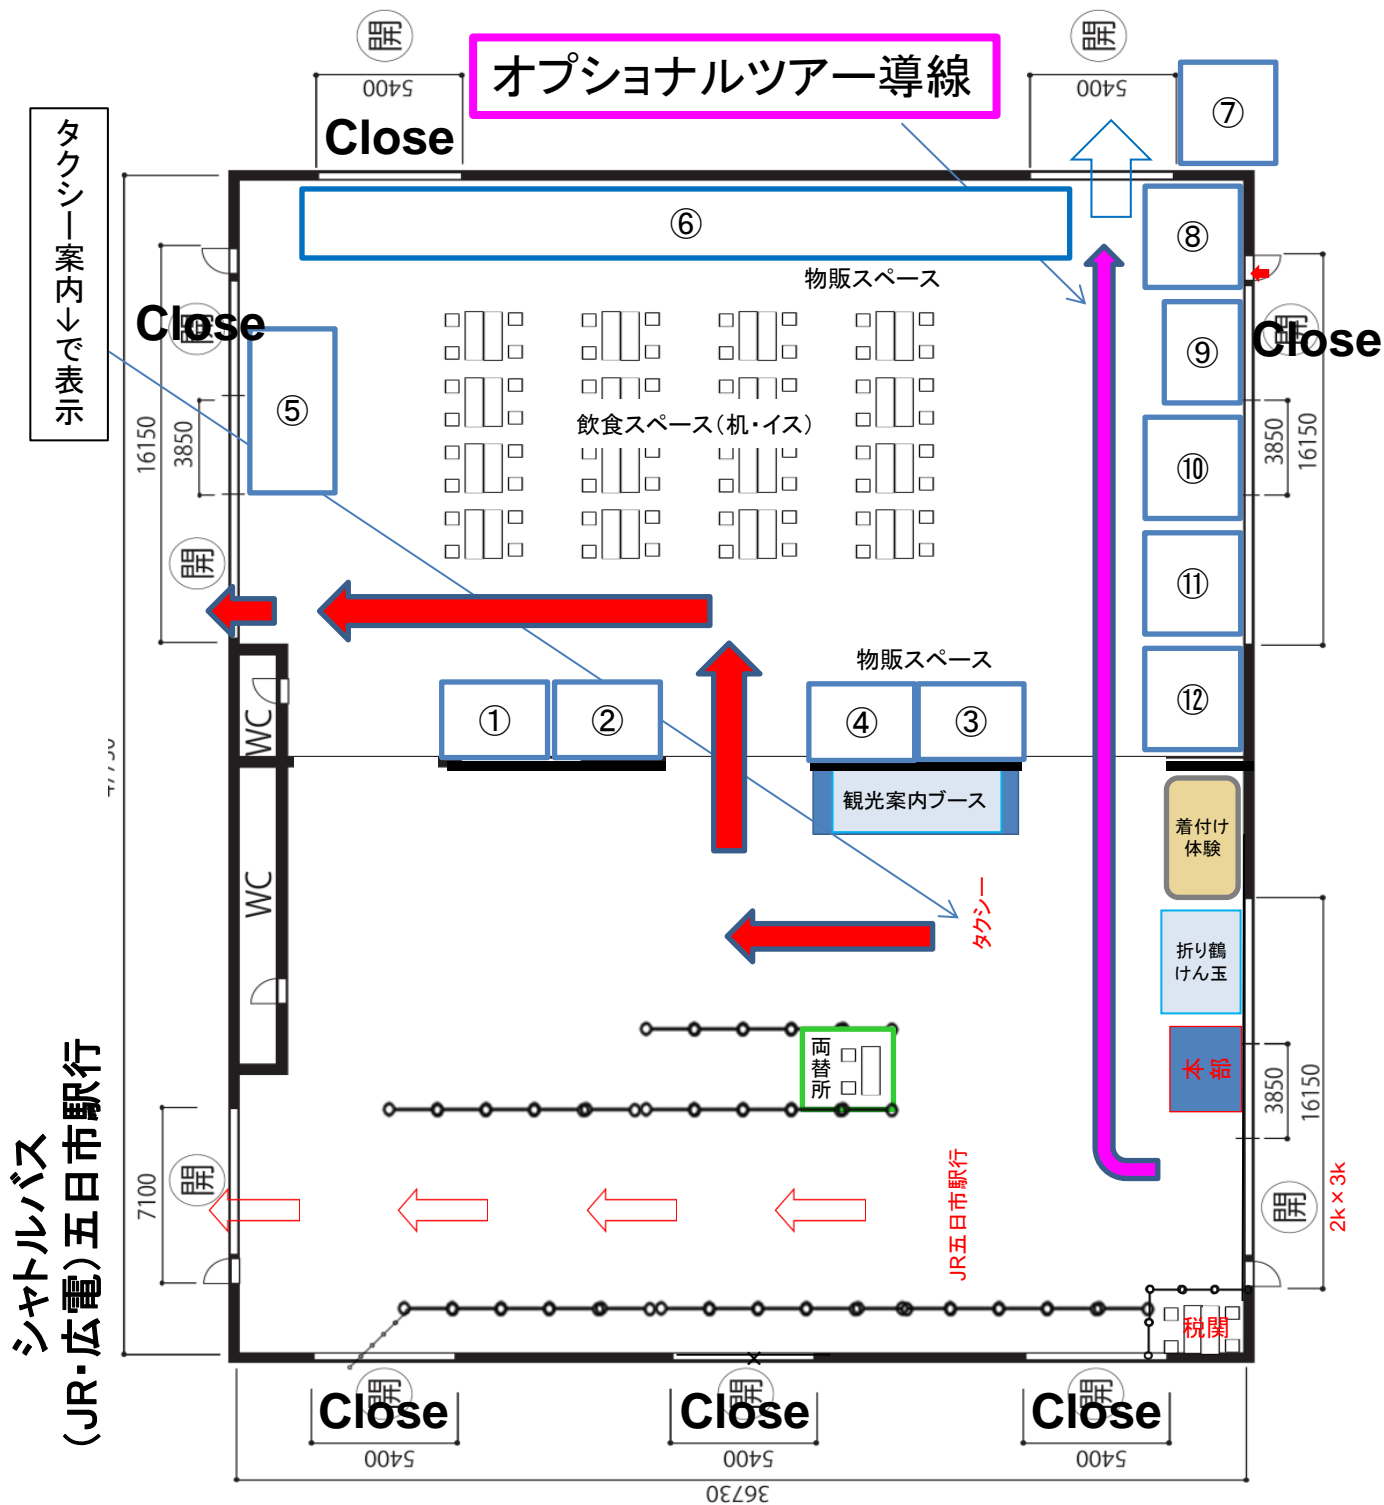 開
開
オプショナルツアー導線
5400
5400
⑦
Close
タクシー案内↓で表示
⑥
⑧
物販スペース
開
Close
開
Close
⑨
⑤
飲食スペース(机・イス)
16150
3850
3850
16150
⑩
開
⑪
物販スペース
①
②
④
③
⑫
WC
観光案内ブース
着付け
体験
WC
タクシー
折り鶴
けん玉
両替所
本部
3850
16150
シャトルバス
(JR・広電)五日市駅行
7100
開
JR五日市駅行
開
2k×3k
税関
開
Close
開
Close
開
Close
5400
5400
5400
36730